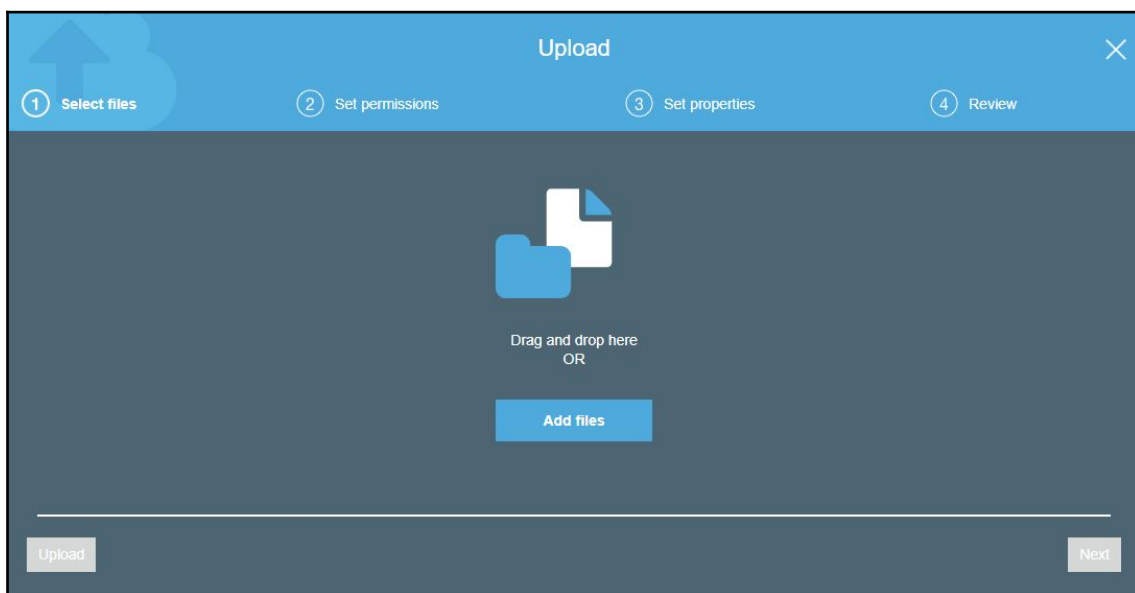 Upload
1 Select files
2 Set permissions
3 Set properties
4 Review
Drag and drop here
OR
Add files
Upload
Next